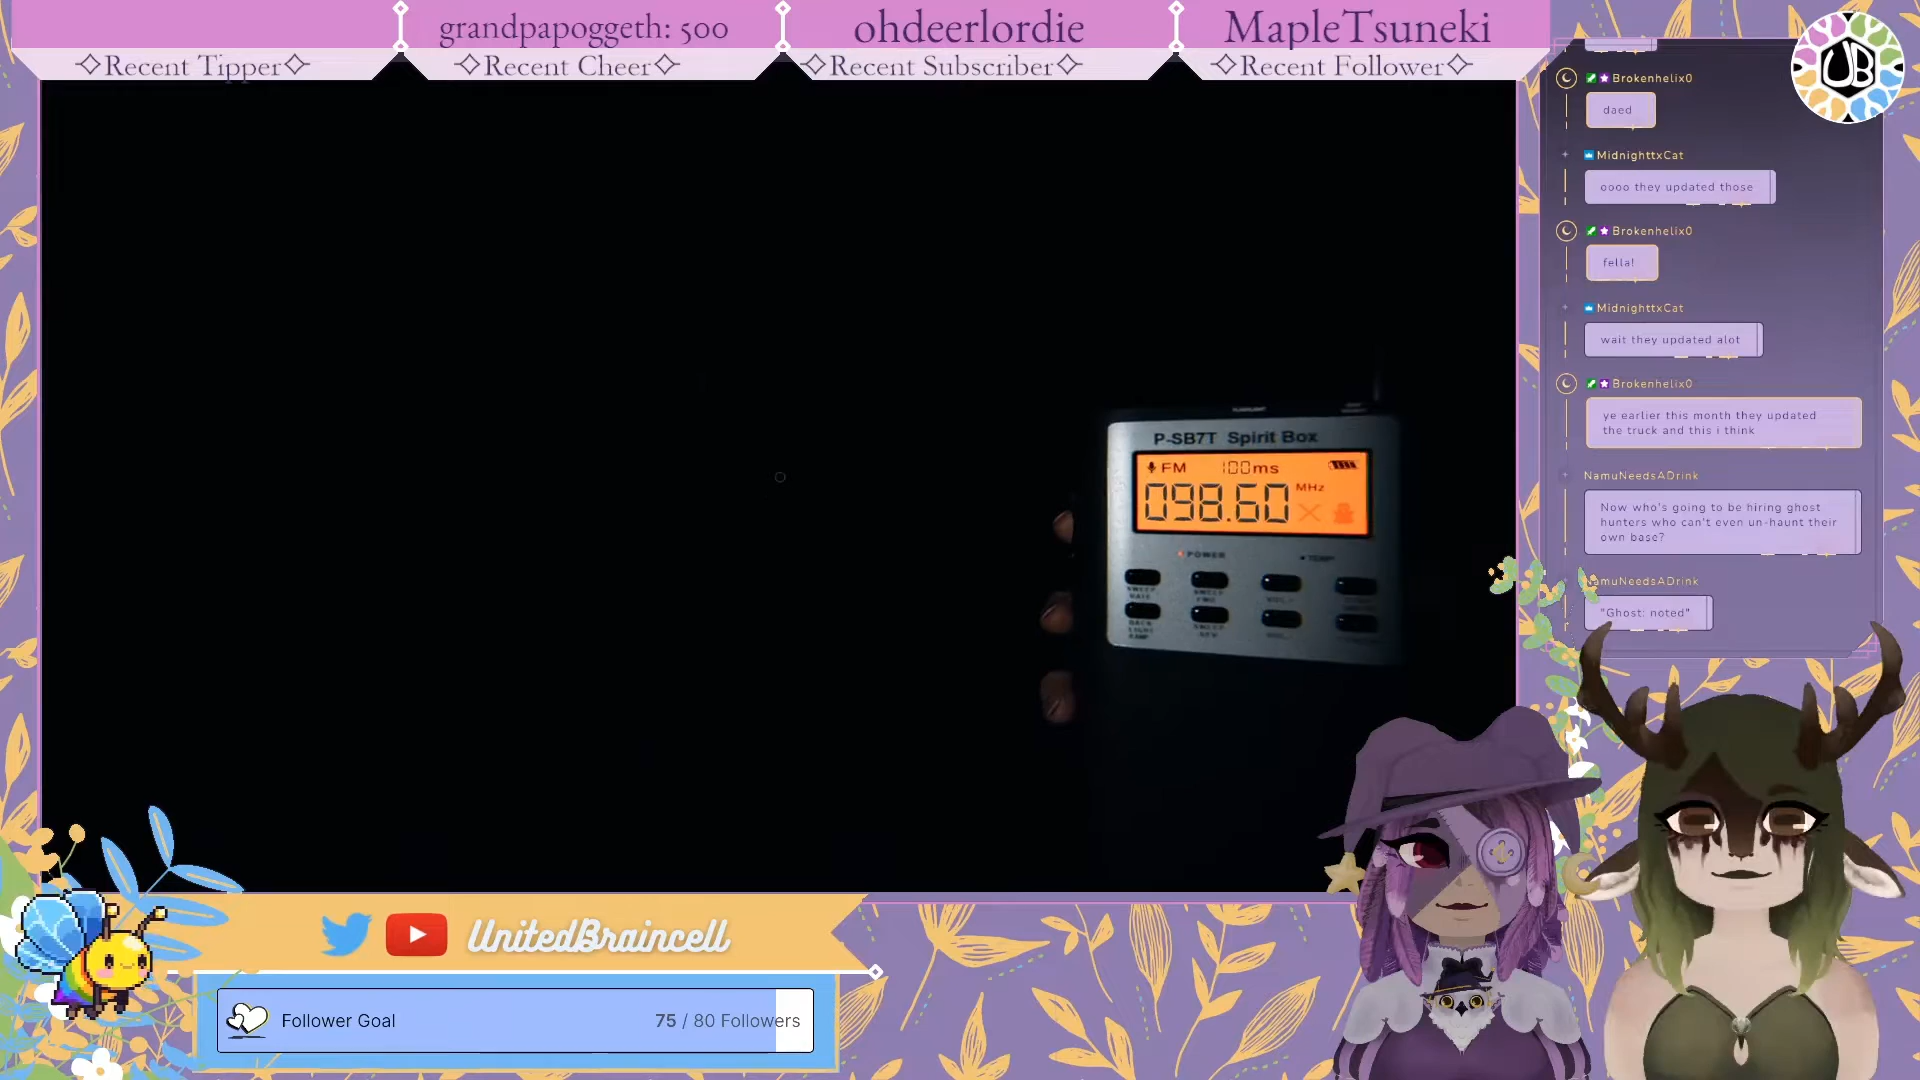 grandpapoggeth: 500
ohdeerlordie
MapleTsuneki
Recent Tipper
Recent Cheer
Recent Subscriber
Recent Follower
UB
Brokenhelix0
daed
MidnighttxCat
oooo they updated those
Brokenhelix0
fella!
MidnighttxCat
wait they updated alot
Brokenhelix0
ye earlier this month they updated
the truck and this i think
NamuNeedsADrink
Now who's going to be hiring ghost
hunters who can't even un-haunt their
own base?
NamuNeedsADrink
"Ghost: noted"
P-SB7T Spirit Box
FM 100ms
098.60 MHz
POWER
TEMP
UnitedBraincell
Follower Goal
75 / 80 Followers